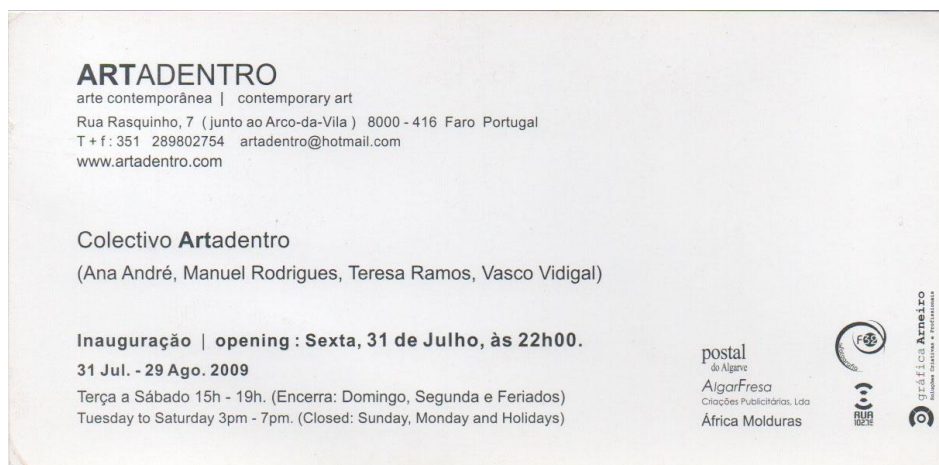 ARTADENTRO
arte contemporânea | contemporary art
Rua Rasquinho, 7 ( junto ao Arco-da-Vila ) 8000 - 416 Faro Portugal
T + f : 351 289802754 artadentro@hotmail.com
www.artadentro.com
Colectivo Artadentro
(Ana André, Manuel Rodrigues, Teresa Ramos, Vasco Vidigal)
Inauguração | opening : Sexta, 31 de Julho, às 22h00.
31 Jul. - 29 Ago. 2009
Terça a Sábado 15h - 19h. (Encerra: Domingo, Segunda e Feriados)
Tuesday to Saturday 3pm - 7pm. (Closed: Sunday, Monday and Holidays)
postal
do Algarve
AlgarFresa
Criações Publicitárias, Lda
África Molduras
RUA
gráfica Arneiro
Soluções Criativas e Profissionais